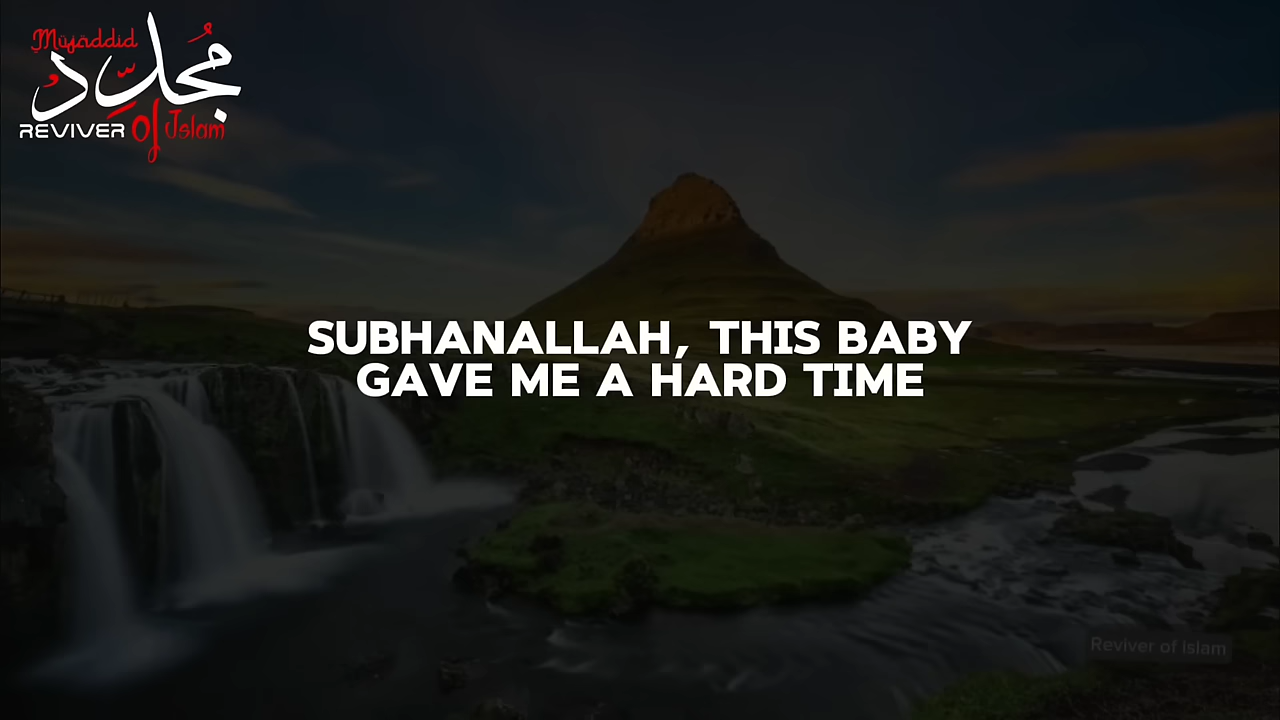 Mujaddid
مُجدِّد
REVIVER of Islam
SUBHANALLAH, THIS BABY
GAVE ME A HARD TIME
Reviver of islam